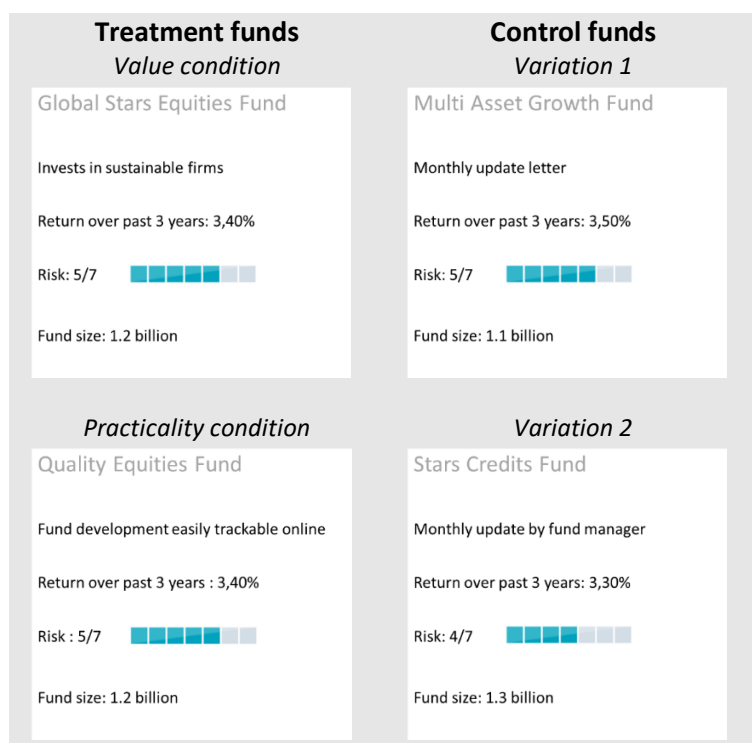 Treatment funds
Value condition
Global Stars Equities Fund
Invests in sustainable firms
Return over past 3 years: 3,40%
Risk: 5/7
Fund size: 1.2 billion
Control funds
Variation 1
Multi Asset Growth Fund
Monthly update letter
Return over past 3 years: 3,50%
Risk: 5/7
Fund size: 1.1 billion
Practicality condition
Quality Equities Fund
Fund development easily trackable online
Return over past 3 years : 3,40%
Risk : 5/7
Fund size: 1.2 billion
Variation 2
Stars Credits Fund
Monthly update by fund manager
Return over past 3 years: 3,30%
Risk: 4/7
Fund size: 1.3 billion